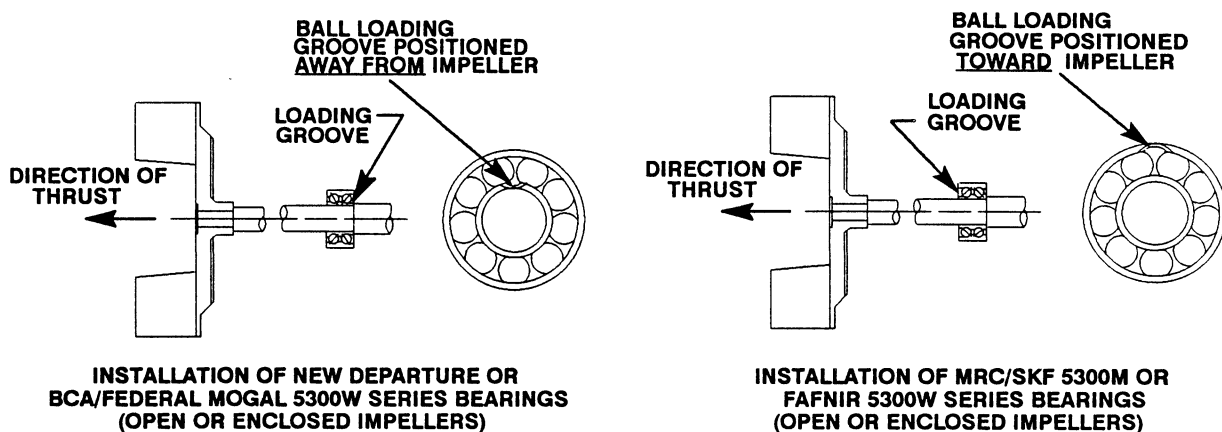 BALL LOADING
GROOVE POSITIONED
AWAY FROM IMPELLER
LOADING
GROOVE
DIRECTION OF
THRUST
INSTALLATION OF NEW DEPARTURE OR
BCA/FEDERAL MOGAL 5300W SERIES BEARINGS
(OPEN OR ENCLOSED IMPELLERS)
BALL LOADING
GROOVE POSITIONED
TOWARD IMPELLER
LOADING
GROOVE
DIRECTION OF
THRUST
INSTALLATION OF MRC/SKF 5300M OR
FAFNIR 5300W SERIES BEARINGS
(OPEN OR ENCLOSED IMPELLERS)